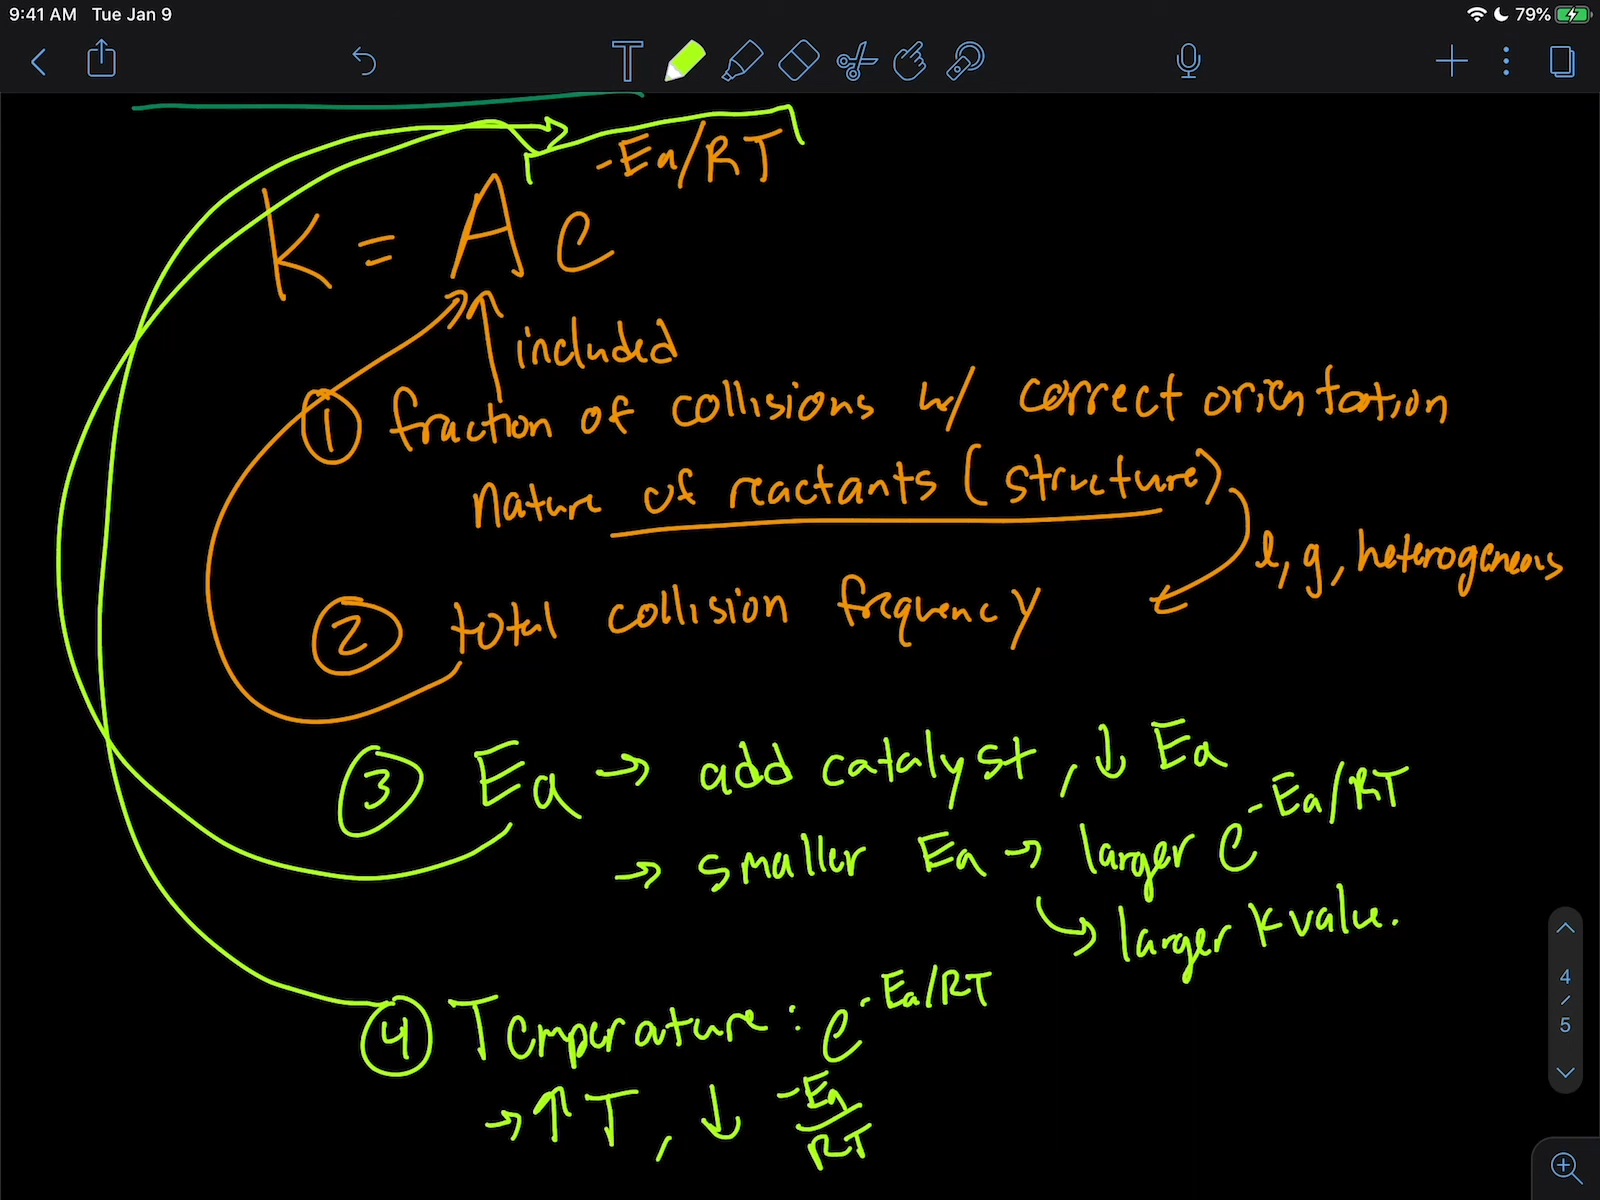 9:41 AM Tue Jan 9
79%
T
K = A e^-Ea/RT
included
① fraction of collisions w/ correct orientation
Nature of reactants (structure)
l, g, heterogeneous
② total collision frequency
③ Ea → add catalyst, ↓ Ea
→ smaller Ea → larger e^-Ea/RT
↳ larger k value.
④ Temperature: e^-Ea/RT
→ ↑ T, ↓ -Ea/RT
4/5